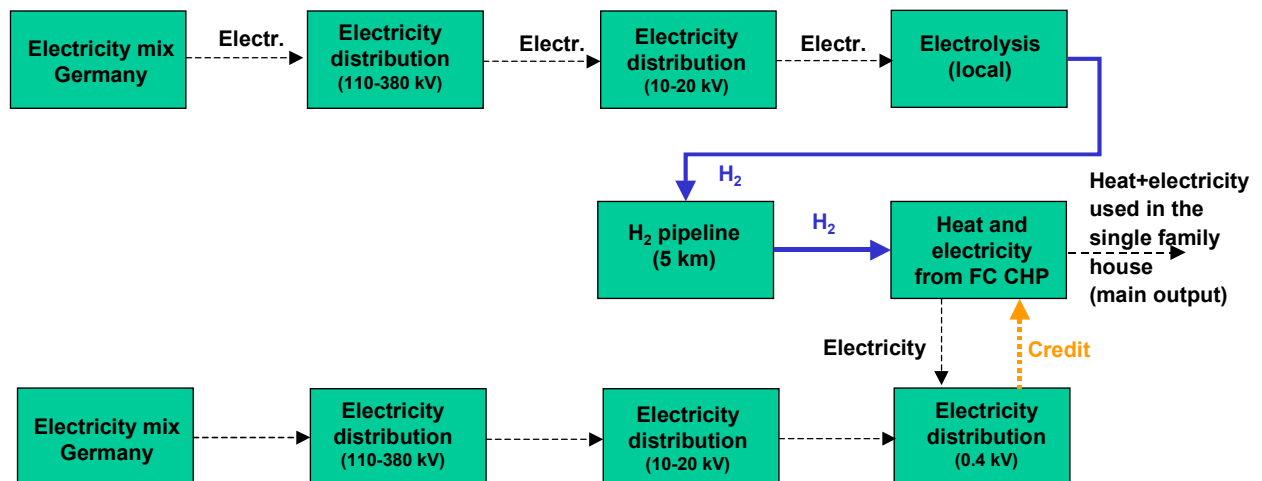 Electricity mix
Germany
Electr.
Electricity
distribution
(110-380 kV)
Electr.
Electricity
distribution
(10-20 kV)
Electr.
Electrolysis
(local)
H₂
H₂ pipeline
(5 km)
H₂
Heat and
electricity
from FC CHP
Heat+electricity
used in the
single family
house
(main output)
Electricity
Credit
Electricity mix
Germany
Electricity
distribution
(110-380 kV)
Electricity
distribution
(10-20 kV)
Electricity
distribution
(0.4 kV)